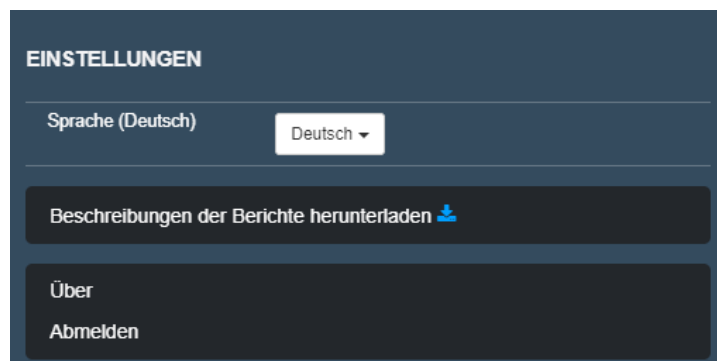 EINSTELLUNGEN
Sprache (Deutsch)
Deutsch
Beschreibungen der Berichte herunterladen
Über
Abmelden